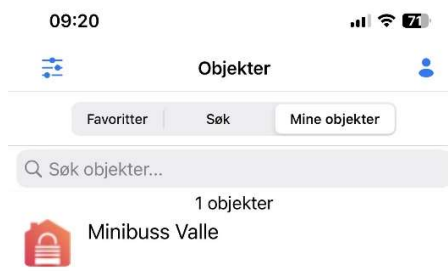 09:20
71
Objekter
Favoritter Søk Mine objekter
Søk objekter...
1 objekter
Minibuss Valle